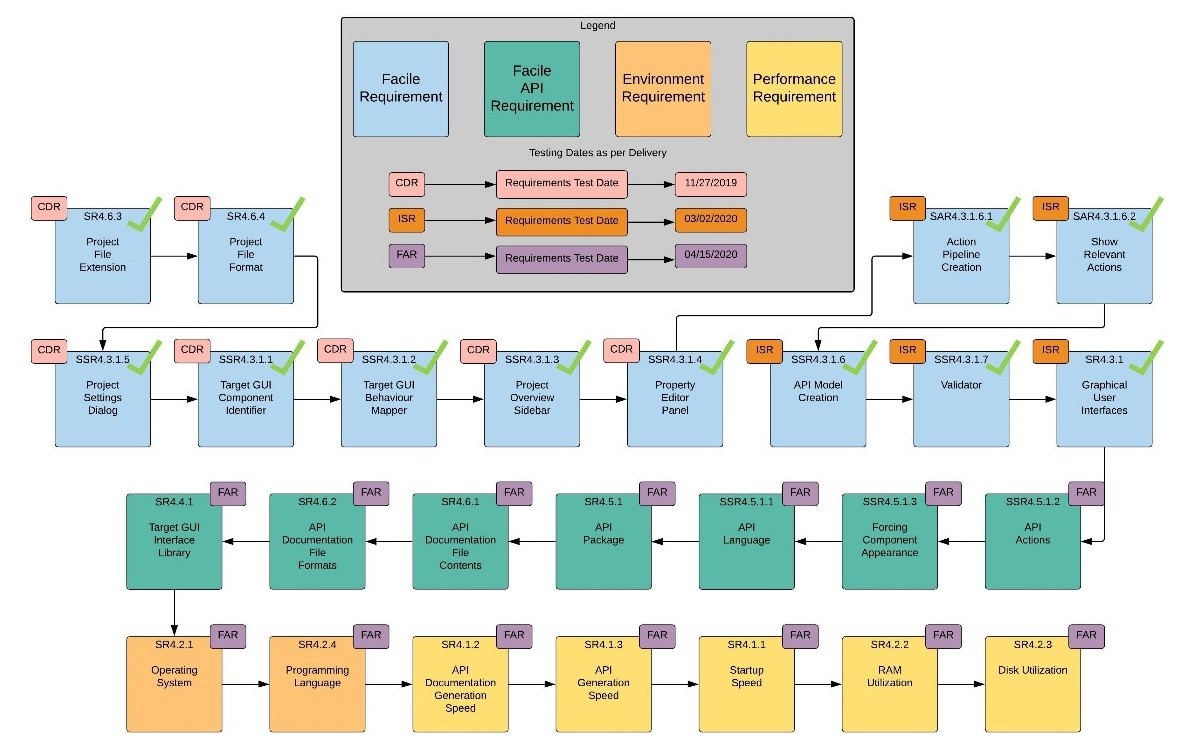 Legend
Facile
Requirement
Facile
API
Requirement
Environment
Requirement
Performance
Requirement
Testing Dates as per Delivery
CDR
Requirements Test Date
11/27/2019
ISR
Requirements Test Date
03/02/2020
FAR
Requirements Test Date
04/15/2020
CDR
SR4.6.3
Project
File
Extension
CDR
SR4.6.4
Project
File
Format
ISR
SAR4.3.1.6.1
Action
Pipeline
Creation
ISR
SAR4.3.1.6.2
Show
Relevant
Actions
CDR
SSR4.3.1.5
Project
Settings
Dialog
CDR
SSR4.3.1.1
Target GUI
Component
Identifier
CDR
SSR4.3.1.2
Target GUI
Behaviour
Mapper
CDR
SSR4.3.1.3
Project
Overview
Sidebar
CDR
SSR4.3.1.4
Property
Editor
Panel
ISR
SSR4.3.1.6
API Model
Creation
ISR
SSR4.3.1.7
Validator
ISR
SR4.3.1
Graphical
User
Interfaces
FAR
SR4.4.1
Target GUI
Interface
Library
FAR
SR4.6.2
API
Documentation
File
Formats
FAR
SR4.6.1
API
Documentation
File
Contents
FAR
SR4.5.1
API
Package
FAR
SSR4.5.1.1
API
Language
FAR
SSR4.5.1.3
Forcing
Component
Appearance
FAR
SSR4.5.1.2
API
Actions
FAR
SR4.2.1
Operating
System
FAR
SR4.2.4
Programming
Language
FAR
SR4.1.2
API
Documentation
Generation
Speed
FAR
SR4.1.3
API
Generation
Speed
FAR
SR4.1.1
Startup
Speed
FAR
SR4.2.2
RAM
Utilization
FAR
SR4.2.3
Disk Utilization